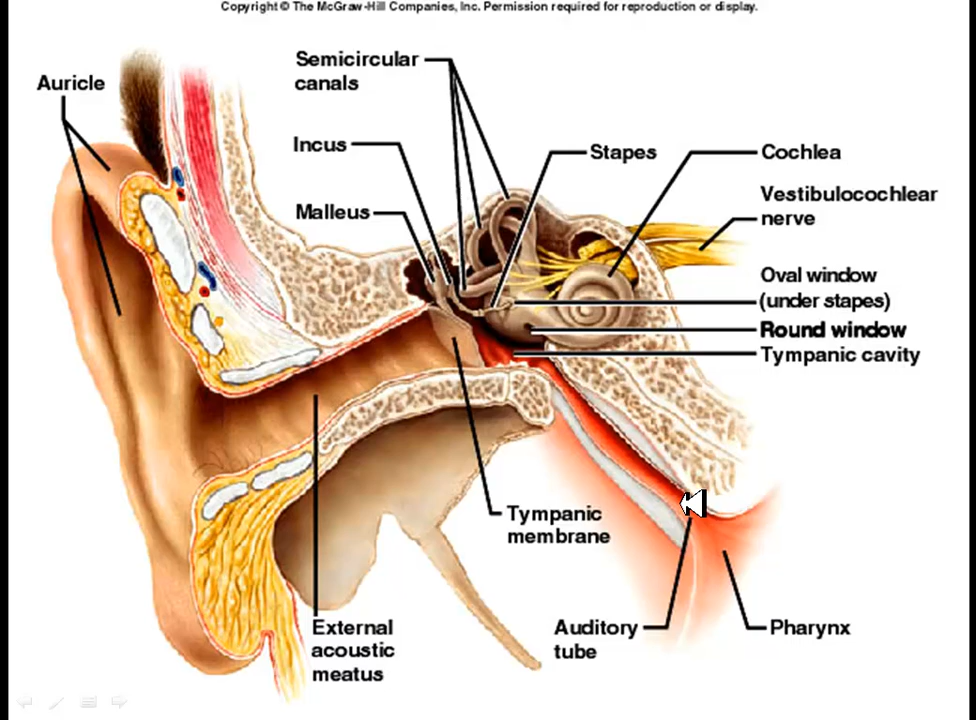 Copyright © The McGraw-Hill Companies, Inc. Permission required for reproduction or display.
Auricle
Semicircular
canals
Incus
Malleus
Stapes
Cochlea
Vestibulocochlear
nerve
Oval window
(under stapes)
Round window
Tympanic cavity
Tympanic
membrane
External
acoustic
meatus
Auditory
tube
Pharynx